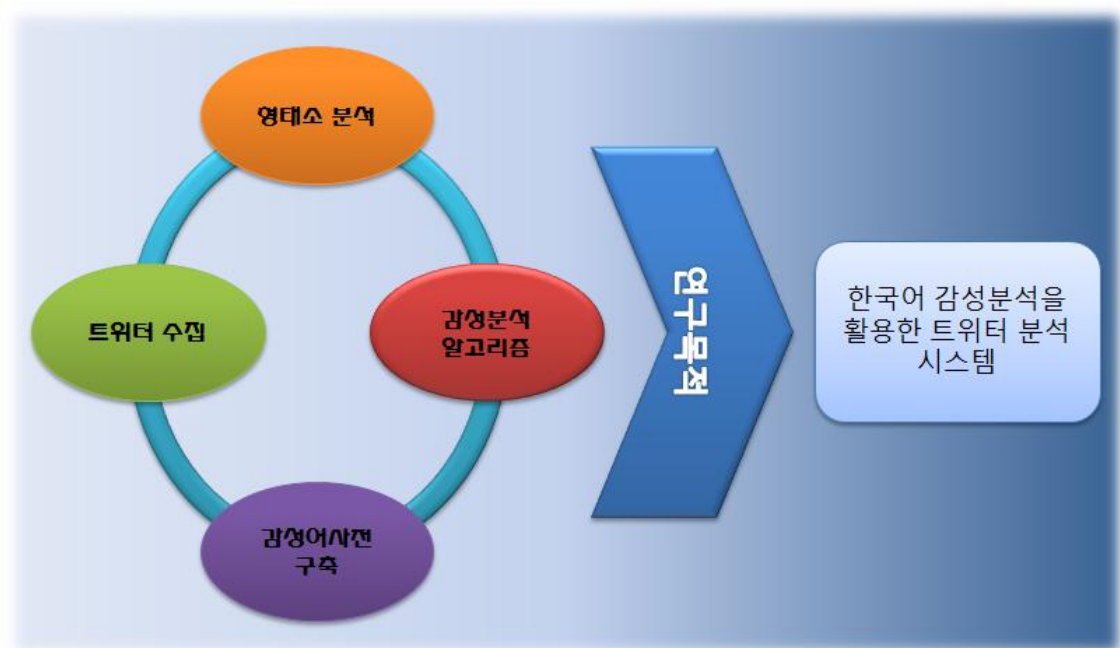 형태소 분석
트위터 수집
감성분석
알고리즘
감성어사전
구축
연구목적
한국어 감성분석을
활용한 트위터 분석
시스템